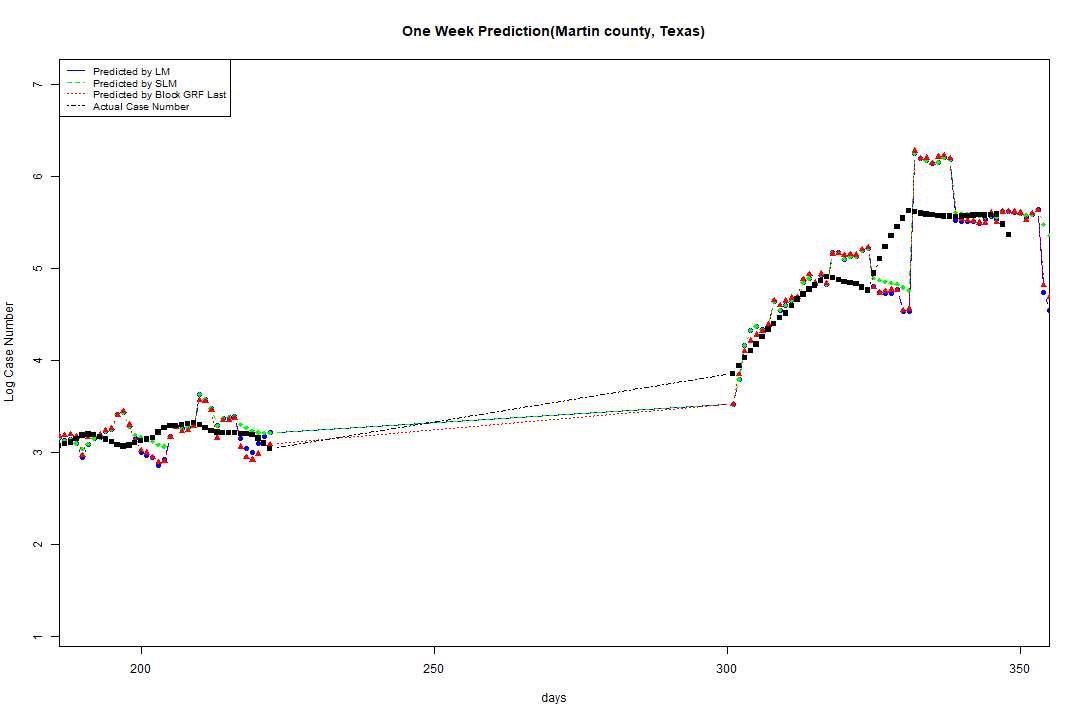 One Week Prediction(Martin county, Texas)
Predicted by LM
Predicted by SLM
Predicted by Block GRF Last
Actual Case Number
7
6
5
4
3
2
1
Log Case Number
200
250
300
350
days